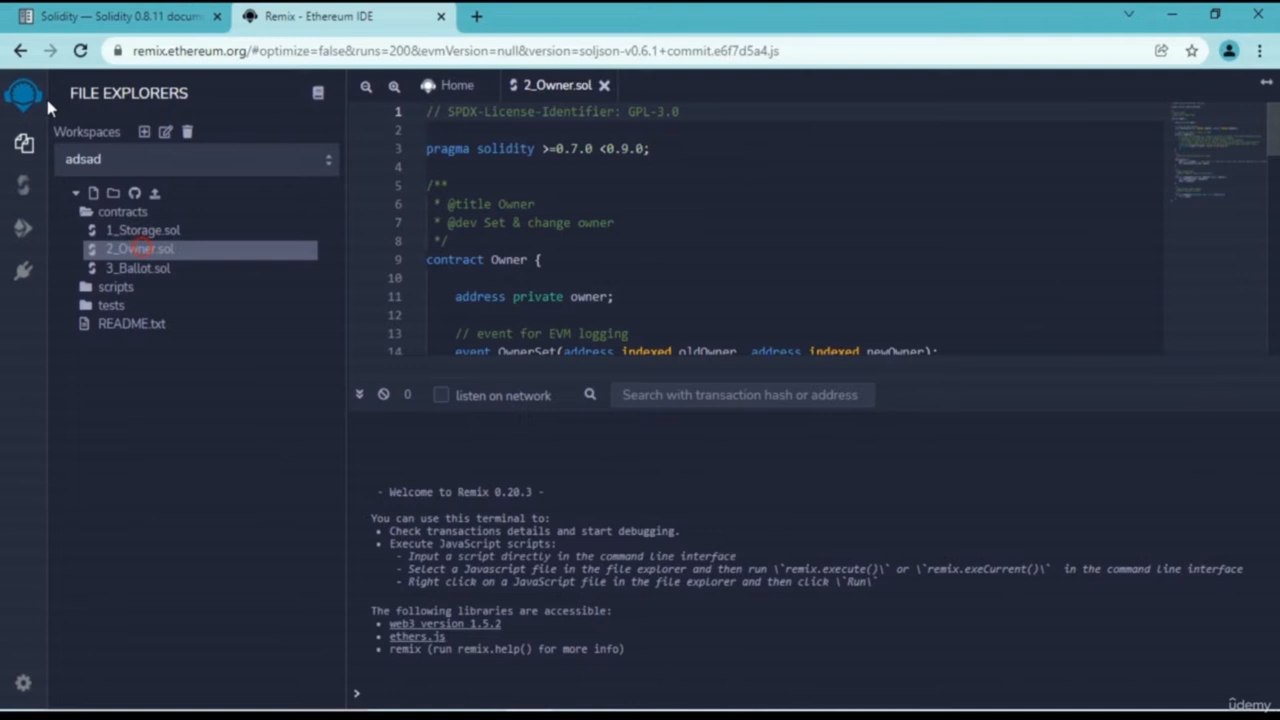 Solidity — Solidity 0.8.11 docum
Remix - Ethereum IDE
remix.ethereum.org/#optimize=false&runs=200&evmVersion=null&version=soljson-v0.6.1+commit.e6f7d5a4.js
FILE EXPLORERS
Workspaces
adsad
contracts
1_Storage.sol
2_Owner.sol
3_Ballot.sol
scripts
tests
README.txt
Home
2_Owner.sol
1 // SPDX-License-Identifier: GPL-3.0
2
3 pragma solidity >=0.7.0 <0.9.0;
4
5 /**
6 * @title Owner
7 * @dev Set & change owner
8 */
9 contract Owner {
10
11 address private owner;
12
13 // event for EVM logging
14 event OwnerSet(address indexed oldOwner, address indexed newOwner);
0
listen on network
Search with transaction hash or address
- Welcome to Remix 0.20.3 -
You can use this terminal to:
• Check transactions details and start debugging.
• Execute JavaScript scripts:
- Input a script directly in the command line interface
- Select a Javascript file in the file explorer and then run \`remix.execute()\` or \`remix.exeCurrent()\` in the command line interface
- Right click on a JavaScript file in the file explorer and then click \`Run\`
The following libraries are accessible:
• web3 version 1.5.2
• ethers.js
• remix (run remix.help() for more info)
>
udemy